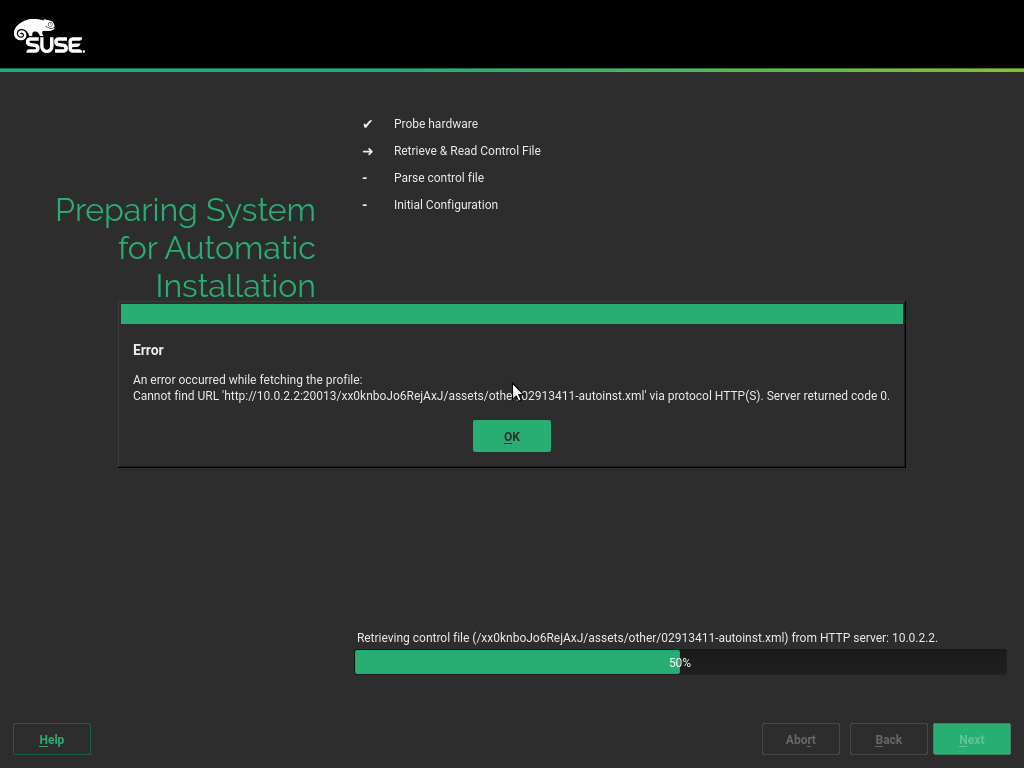 SUSE.
✔ Probe hardware
➔ Retrieve & Read Control File
- Parse control file
- Initial Configuration
Preparing System
for Automatic
Installation
Error
An error occurred while fetching the profile:
Cannot find URL 'http://10.0.2.2:20013/xx0knboJo6RejAxJ/assets/other/02913411-autoinst.xml' via protocol HTTP(S). Server returned code 0.
OK
Retrieving control file (/xx0knboJo6RejAxJ/assets/other/02913411-autoinst.xml) from HTTP server: 10.0.2.2.
50%
Help
Abort
Back
Next